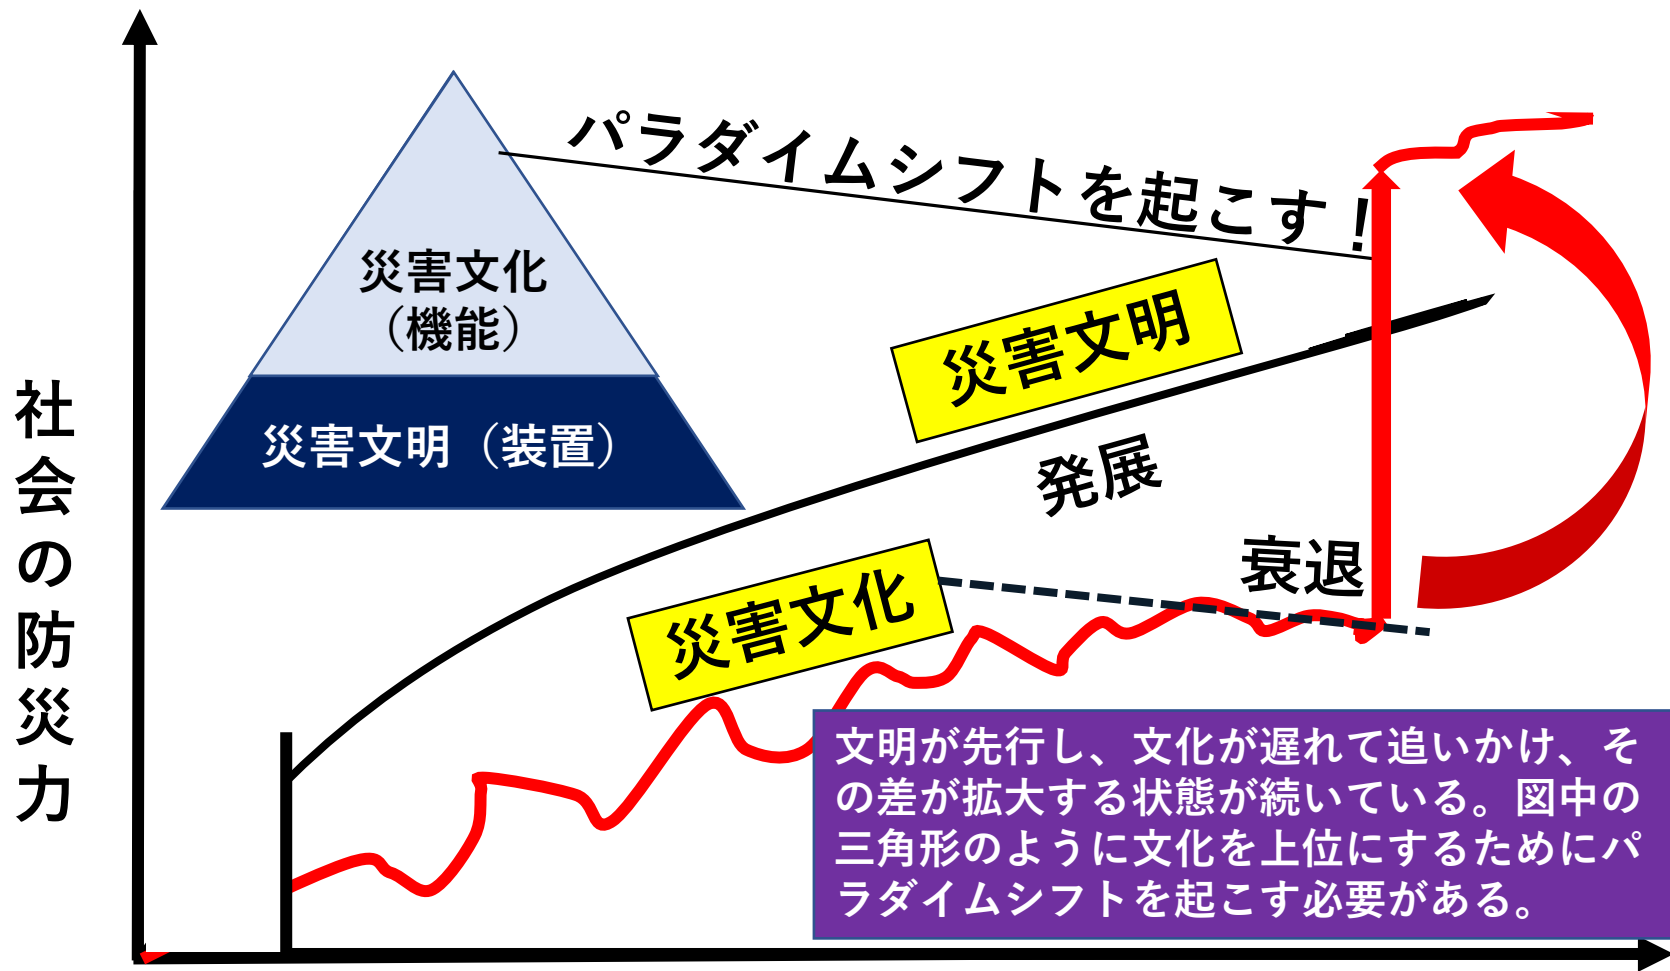 パラダイムシフトを起こす！
災害文化
（機能）
災害文明（装置）
災害文明
発展
衰退
災害文化
社会の防災力
文明が先行し、文化が遅れて追いかけ、そ
の差が拡大する状態が続いている。図中の
三角形のように文化を上位にするためにパ
ラダイムシフトを起こす必要がある。